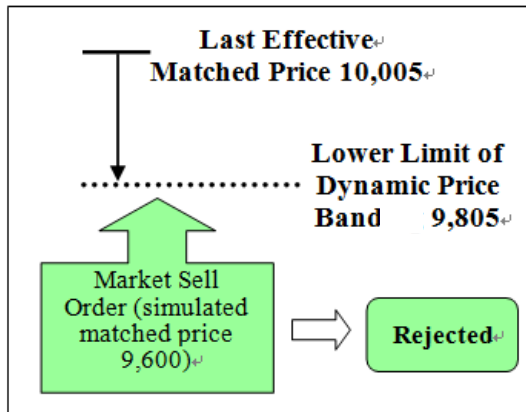 Last Effective
Matched Price 10,005
Lower Limit of
Dynamic Price
Band 9,805
Market Sell
Order (simulated
matched price
9,600)
Rejected